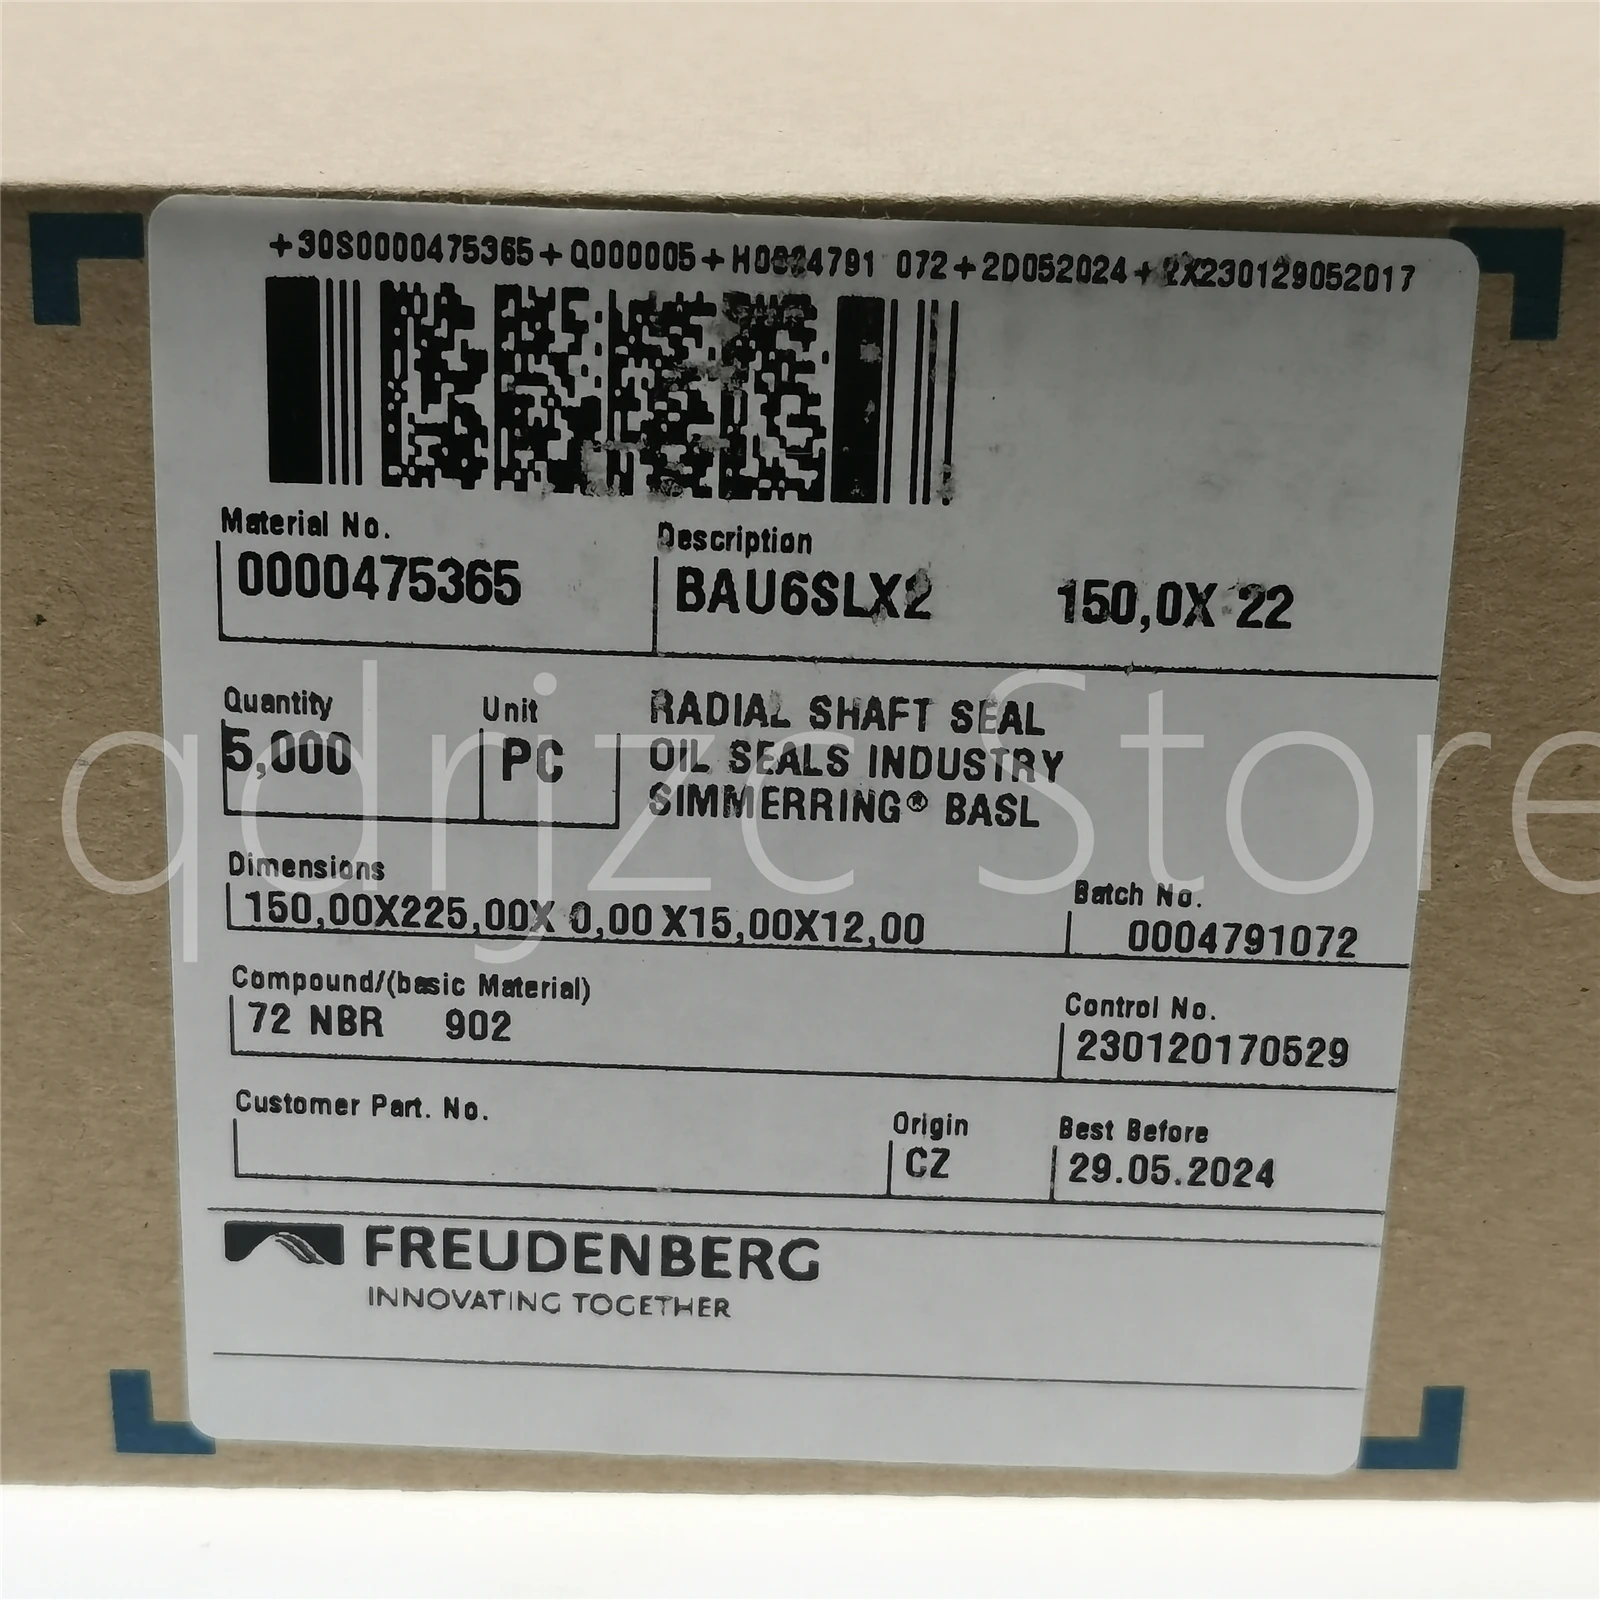 +30S0000475365+Q000005+H0004791 072+2D052024+2X230129052017
Material No.
0000475365
Description
BAU6SLX2 150,0X 22
Quantity
5,000
Unit
PC
RADIAL SHAFT SEAL
OIL SEALS INDUSTRY
SIMMERRING® BASL
qdrjzc Store
Dimensions
150,00X225,00X 0,00 X15,00X12,00
Batch No.
0004791072
Compound/(basic Material)
72 NBR 902
Control No.
230120170529
Customer Part. No.
Origin
CZ
Best Before
29.05.2024
FREUDENBERG
INNOVATING TOGETHER